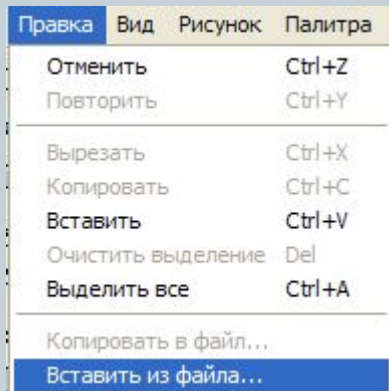 Правка Вид Рисунок Палитра
Отменить Ctrl+Z
Повторить Ctrl+Y
Вырезать Ctrl+X
Копировать Ctrl+C
Вставить Ctrl+V
Очистить выделение Del
Выделить все Ctrl+A
Копировать в файл...
Вставить из файла...